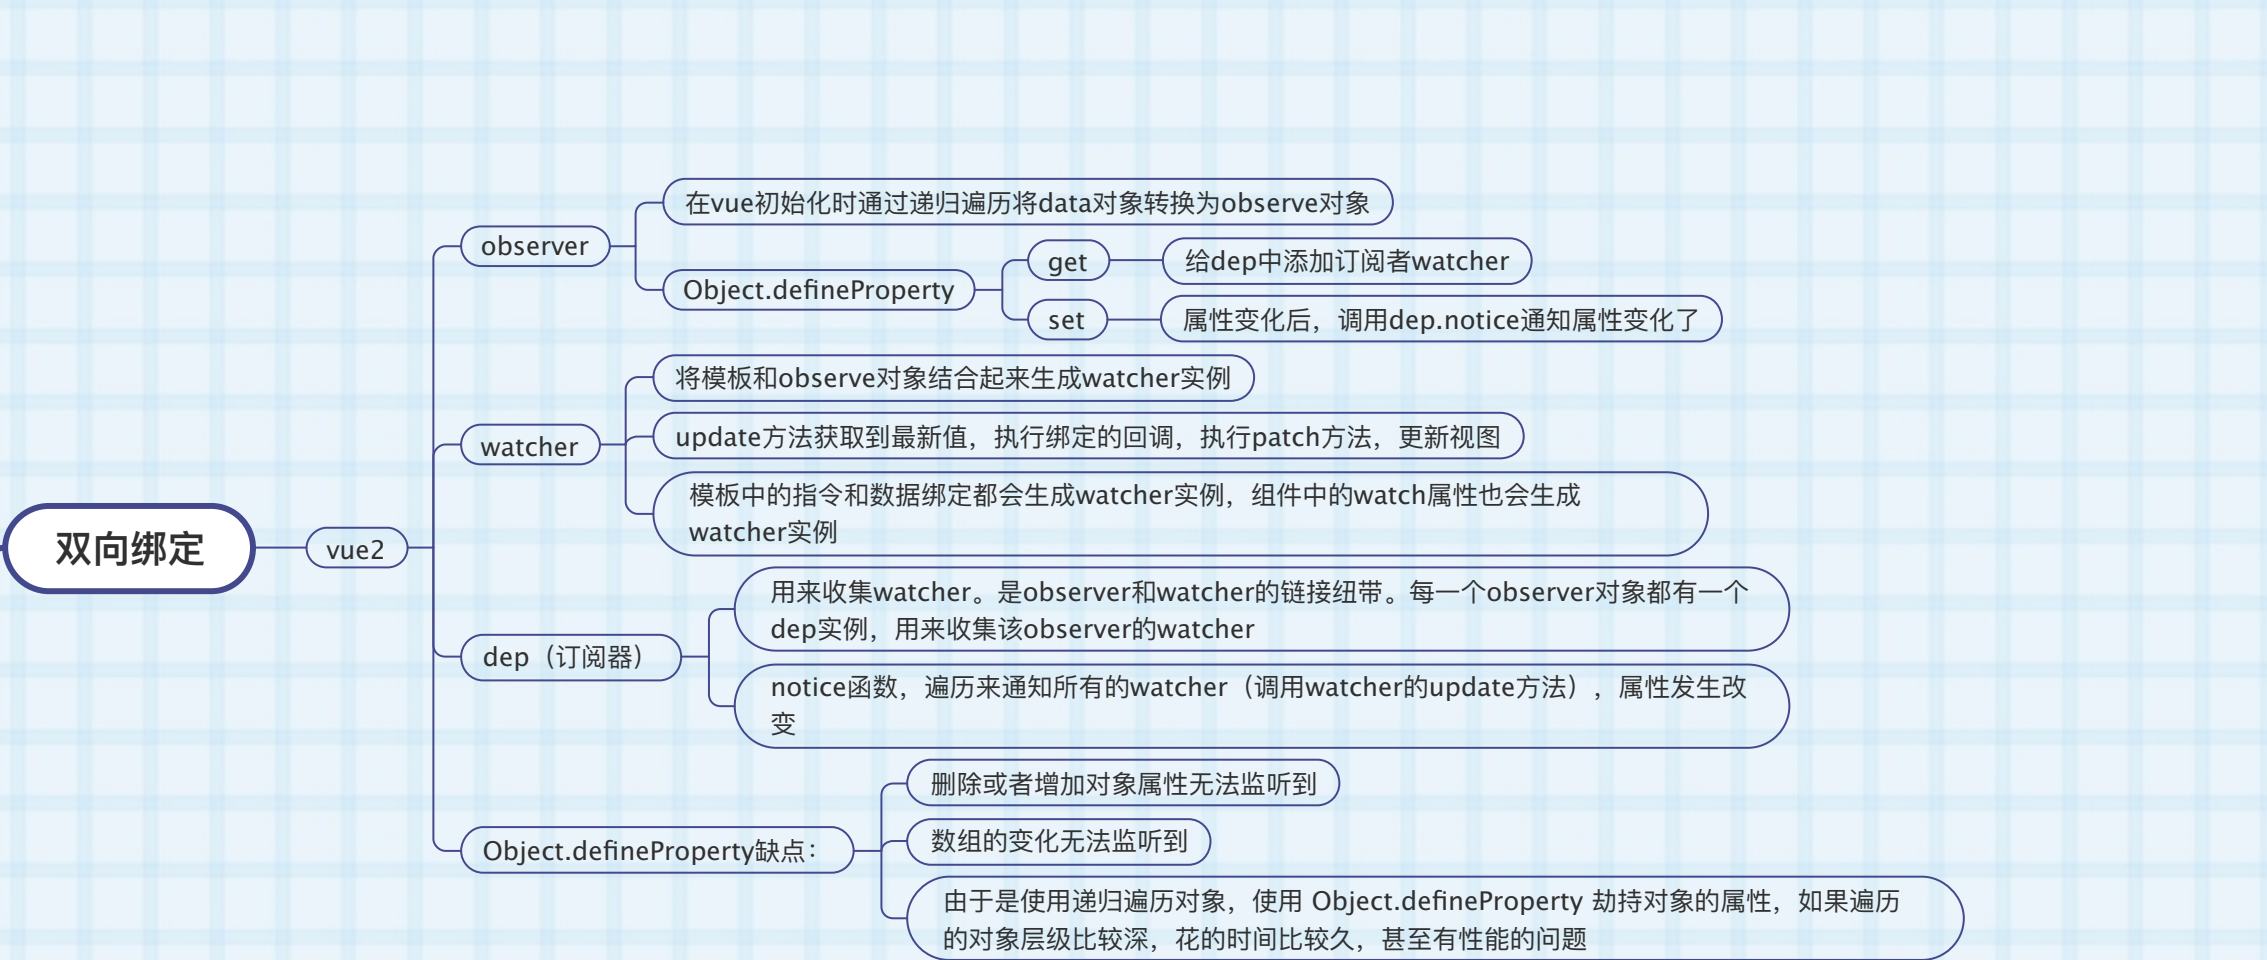 双向绑定
vue2
observer
在vue初始化时通过递归遍历将data对象转换为observe对象
Object.defineProperty
get
给dep中添加订阅者watcher
set
属性变化后，调用dep.notice通知属性变化了
watcher
将模板和observe对象结合起来生成watcher实例
update方法获取到最新值，执行绑定的回调，执行patch方法，更新视图
模板中的指令和数据绑定都会生成watcher实例，组件中的watch属性也会生成
watcher实例
dep（订阅器）
用来收集watcher。是observer和watcher的链接纽带。每一个observer对象都有一个
dep实例，用来收集该observer的watcher
notice函数，遍历来通知所有的watcher（调用watcher的update方法），属性发生改
变
Object.defineProperty缺点：
删除或者增加对象属性无法监听到
数组的变化无法监听到
由于是使用递归遍历对象，使用 Object.defineProperty 劫持对象的属性，如果遍历
的对象层级比较深，花的时间比较久，甚至有性能的问题